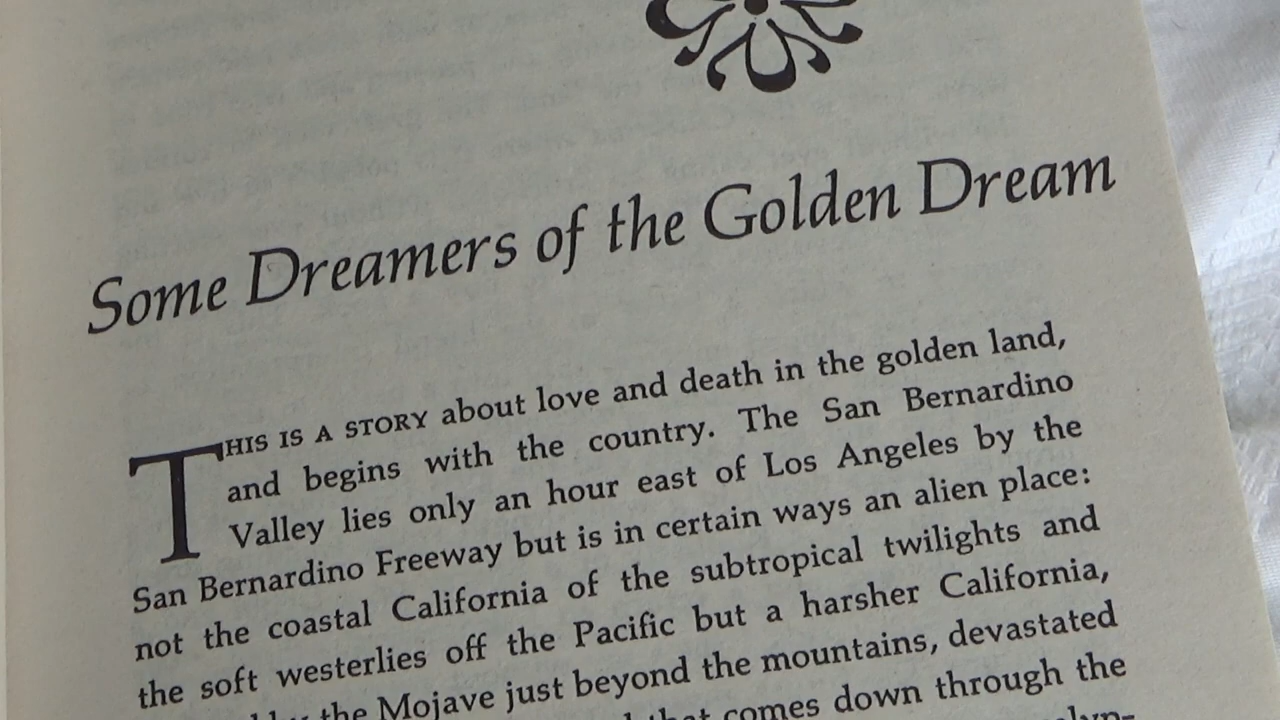 Some Dreamers of the Golden Dream
THIS IS A STORY about love and death in the golden land,
and begins with the country. The San Bernardino
Valley lies only an hour east of Los Angeles by the
San Bernardino Freeway but is in certain ways an alien place:
not the coastal California of the subtropical twilights and
the soft westerlies off the Pacific but a harsher California,
the Mojave just beyond the mountains, devastated
that comes down through the